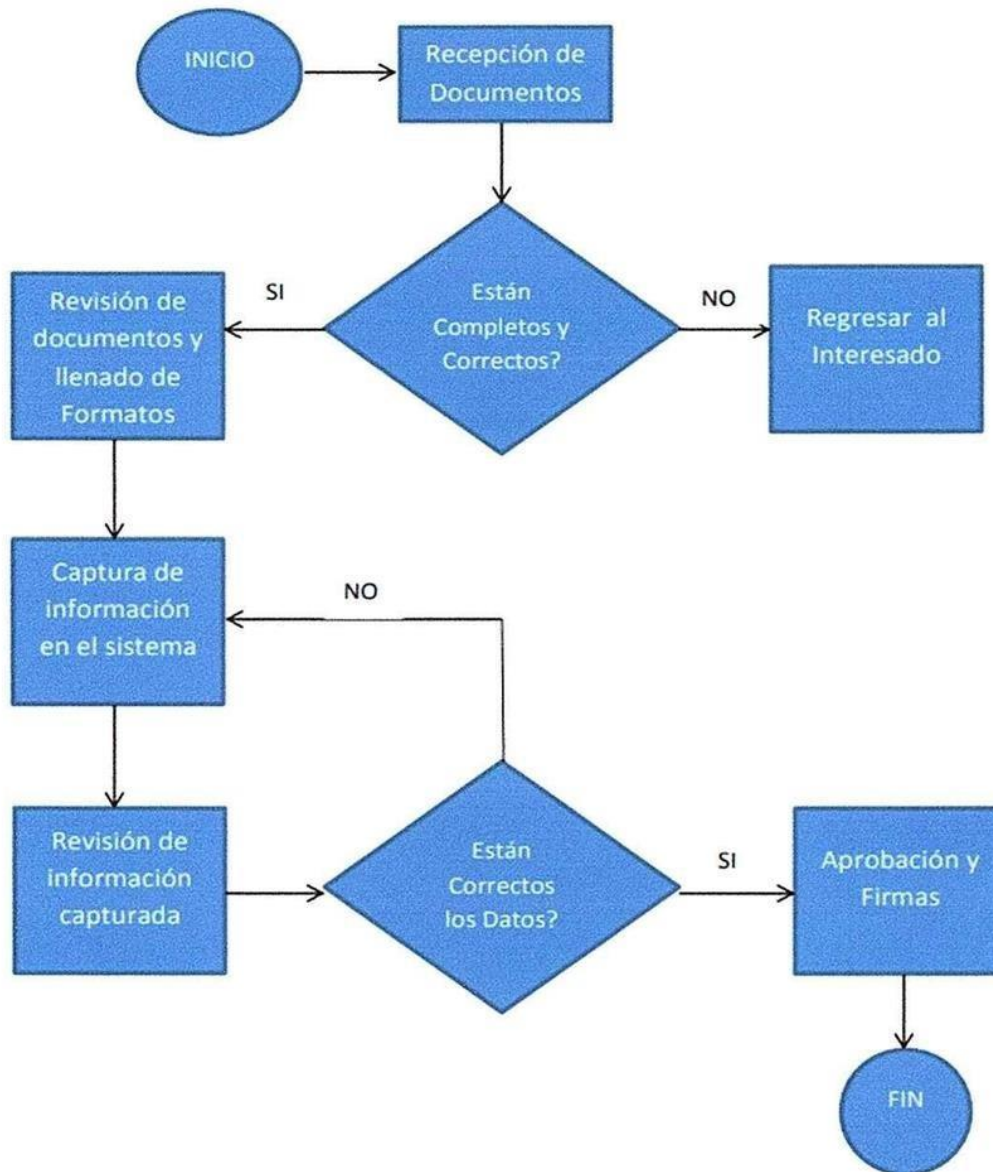 INICIO
Recepción de
Documentos
Están
Completos y
Correctos?
SI
NO
Revisión de
documentos y
llenado de
Formatos
Regresar al
Interesado
Captura de
información
en el sistema
NO
Revisión de
información
capturada
Están
Correctos
los Datos?
SI
Aprobación y
Firmas
FIN